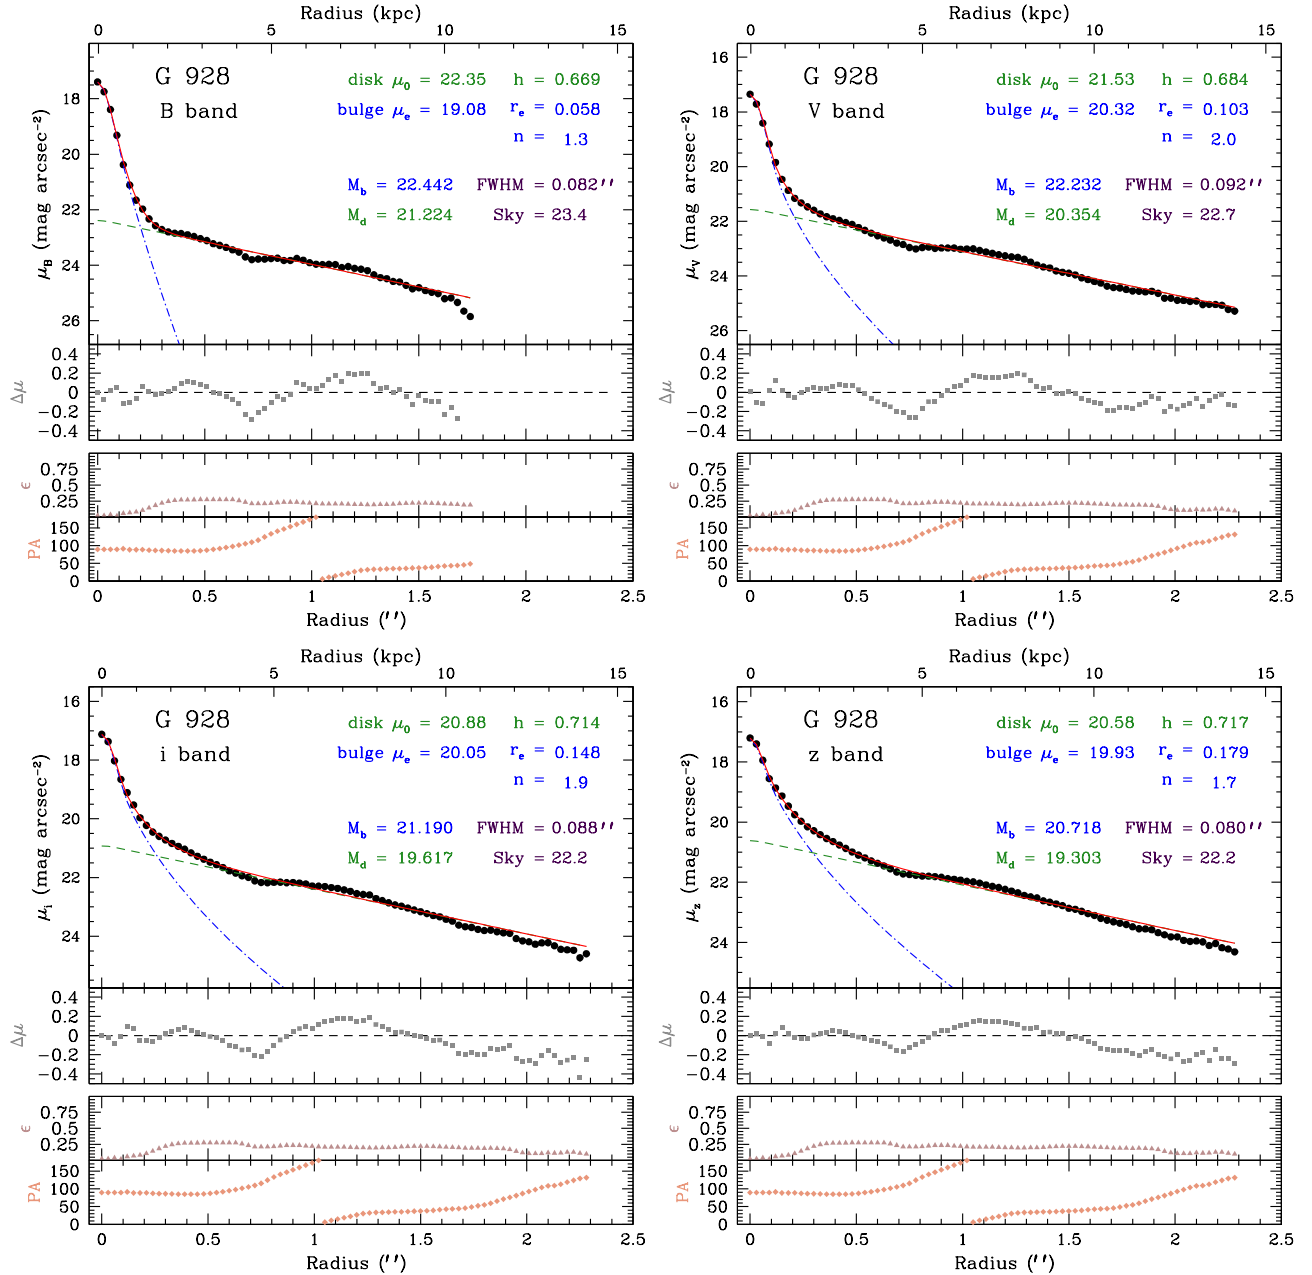 Radius (kpc)
0 5 10 15
G 928
B band
disk μ0 = 22.35 h = 0.669
bulge μe = 19.08 re = 0.058
n = 1.3
Mb = 22.442 FWHM = 0.082′′
Md = 21.224 Sky = 23.4
μB (mag arcsec−2)
18
20
22
24
26
Δμ
0.4
0.2
0
−0.2
−0.4
ϵ
0.75
0.5
0.25
PA
150
100
50
0
0 0.5 1 1.5 2 2.5
Radius (′′)
Radius (kpc)
0 5 10 15
G 928
V band
disk μ0 = 21.53 h = 0.684
bulge μe = 20.32 re = 0.103
n = 2.0
Mb = 22.232 FWHM = 0.092′′
Md = 20.354 Sky = 22.7
μV (mag arcsec−2)
16
18
20
22
24
26
Δμ
0.4
0.2
0
−0.2
−0.4
ϵ
0.75
0.5
0.25
PA
150
100
50
0
0 0.5 1 1.5 2 2.5
Radius (′′)
Radius (kpc)
0 5 10 15
G 928
i band
disk μ0 = 20.88 h = 0.714
bulge μe = 20.05 re = 0.148
n = 1.9
Mb = 21.190 FWHM = 0.088′′
Md = 19.617 Sky = 22.2
μi (mag arcsec−2)
16
18
20
22
24
Δμ
0.4
0.2
0
−0.2
−0.4
ϵ
0.75
0.5
0.25
PA
150
100
50
0
0 0.5 1 1.5 2 2.5
Radius (′′)
Radius (kpc)
0 5 10 15
G 928
z band
disk μ0 = 20.58 h = 0.717
bulge μe = 19.93 re = 0.179
n = 1.7
Mb = 20.718 FWHM = 0.080′′
Md = 19.303 Sky = 22.2
μz (mag arcsec−2)
16
18
20
22
24
Δμ
0.4
0.2
0
−0.2
−0.4
ϵ
0.75
0.5
0.25
PA
150
100
50
0
0 0.5 1 1.5 2 2.5
Radius (′′)